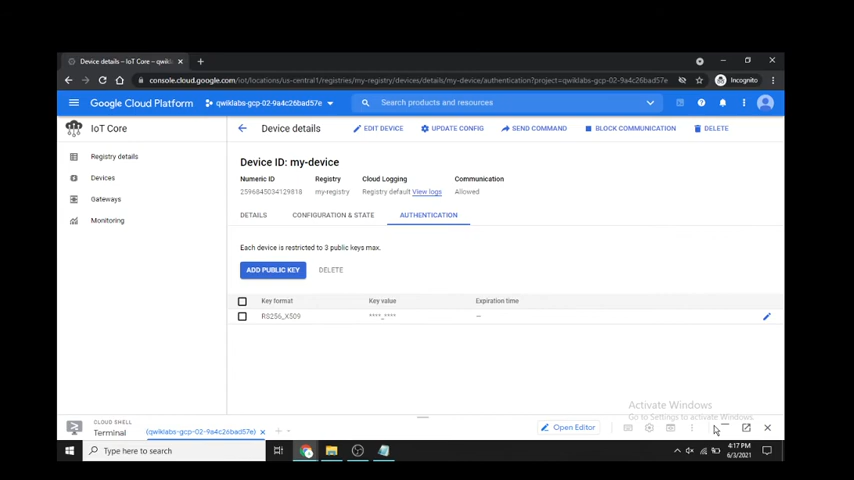 Device details – IoT Core – qwikla
console.cloud.google.com/iot/locations/us-central1/registries/my-registry/devices/details/my-device/authentication?project=qwiklabs-gcp-02-9a4c26bad57e
Incognito
Google Cloud Platform
qwiklabs-gcp-02-9a4c26bad57e
Search products and resources
IoT Core
Device details
EDIT DEVICE
UPDATE CONFIG
SEND COMMAND
BLOCK COMMUNICATION
DELETE
Registry details
Devices
Gateways
Monitoring
Device ID: my-device
Numeric ID
Registry
Cloud Logging
Communication
2596845034129818
my-registry
Registry default View logs
Allowed
DETAILS
CONFIGURATION & STATE
AUTHENTICATION
Each device is restricted to 3 public keys max.
ADD PUBLIC KEY
DELETE
Key format
Key value
Expiration time
RS256_X509
****_****
—
Activate Windows
Go to Settings to activate Windows.
CLOUD SHELL
Terminal
(qwiklabs-gcp-02-9a4c26bad57e)
Open Editor
Type here to search
4:17 PM
6/3/2021